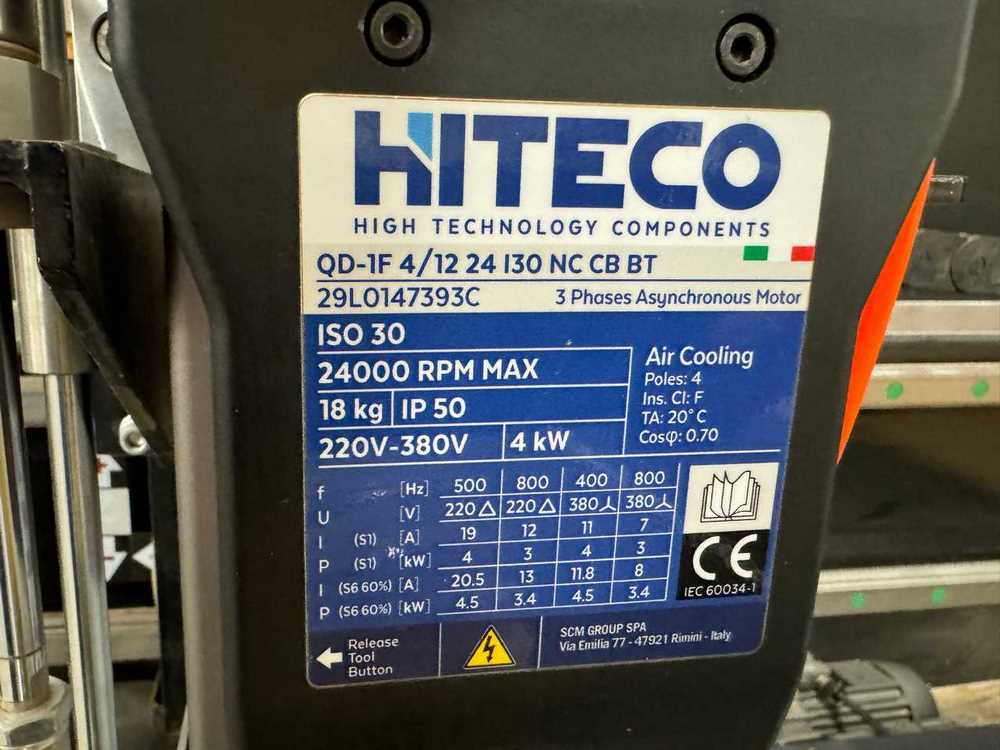 HITECO
HIGH TECHNOLOGY COMPONENTS
QD-1F 4/12 24 I30 NC CB BT
29L0147393C 3 Phases Asynchronous Motor
ISO 30
24000 RPM MAX
18 kg IP 50
220V-380V 4 kW
Air Cooling
Poles: 4
Ins. Cl: F
TA: 20°C
Cosφ: 0.70
f [Hz] 500 800 400 800
U [V] 220 △ 220 △ 380 ⅄ 380 ⅄
I (S1) [A] 19 12 11 7
P (S1) [kW] 4 3 4 3
I (S6 60%) [A] 20.5 13 11.8 8
P (S6 60%) [kW] 4.5 3.4 4.5 3.4
CE
IEC 60034-1
Release
Tool
Button
SCM GROUP SPA
Via Emilia 77 - 47921 Rimini - Italy